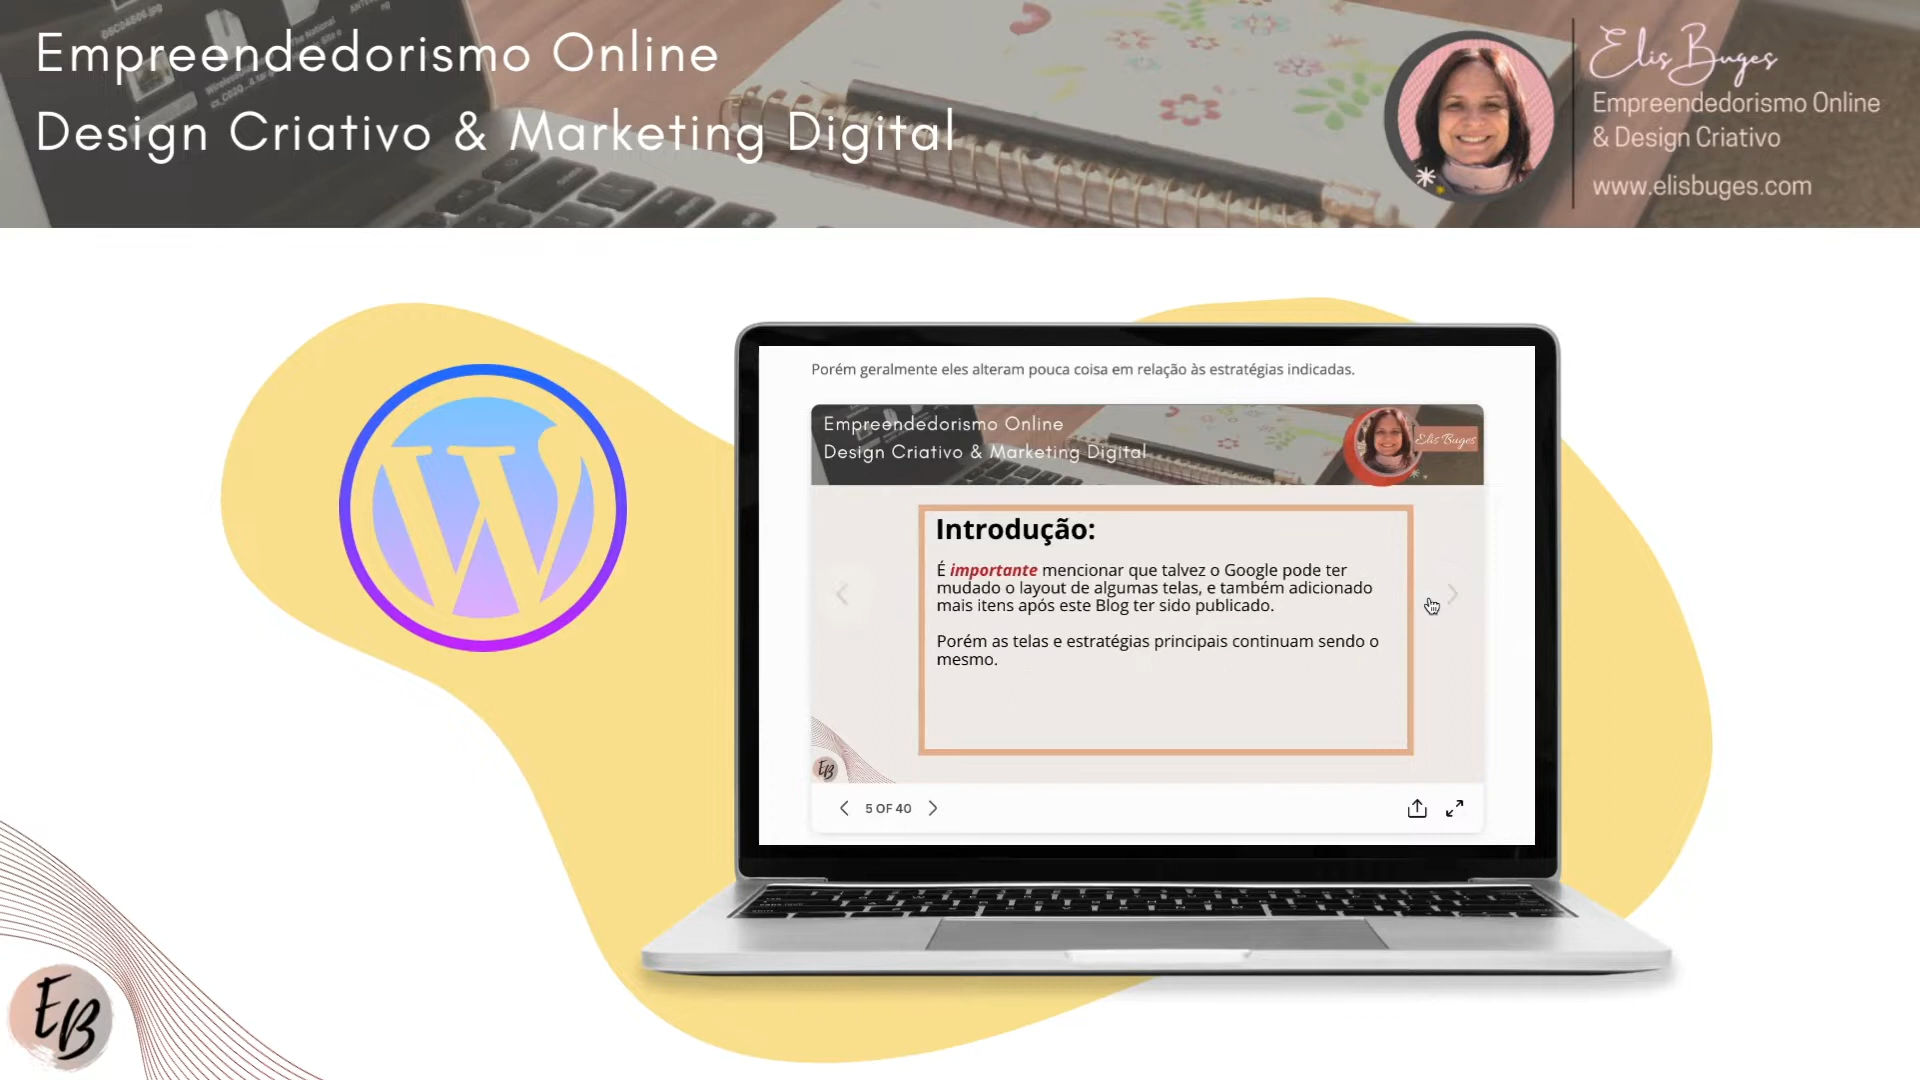 Empreendedorismo Online
Design Criativo & Marketing Digital
Elis Buges
Empreendedorismo Online
& Design Criativo
www.elisbuges.com
W
Porém geralmente eles alteram pouca coisa em relação às estratégias indicadas.
Empreendedorismo Online
Design Criativo & Marketing Digital
Elis Buges
Introdução:
É importante mencionar que talvez o Google pode ter
mudado o layout de algumas telas, e também adicionado
mais itens após este Blog ter sido publicado.
Porém as telas e estratégias principais continuam sendo o
mesmo.
EB
5 OF 40
EB